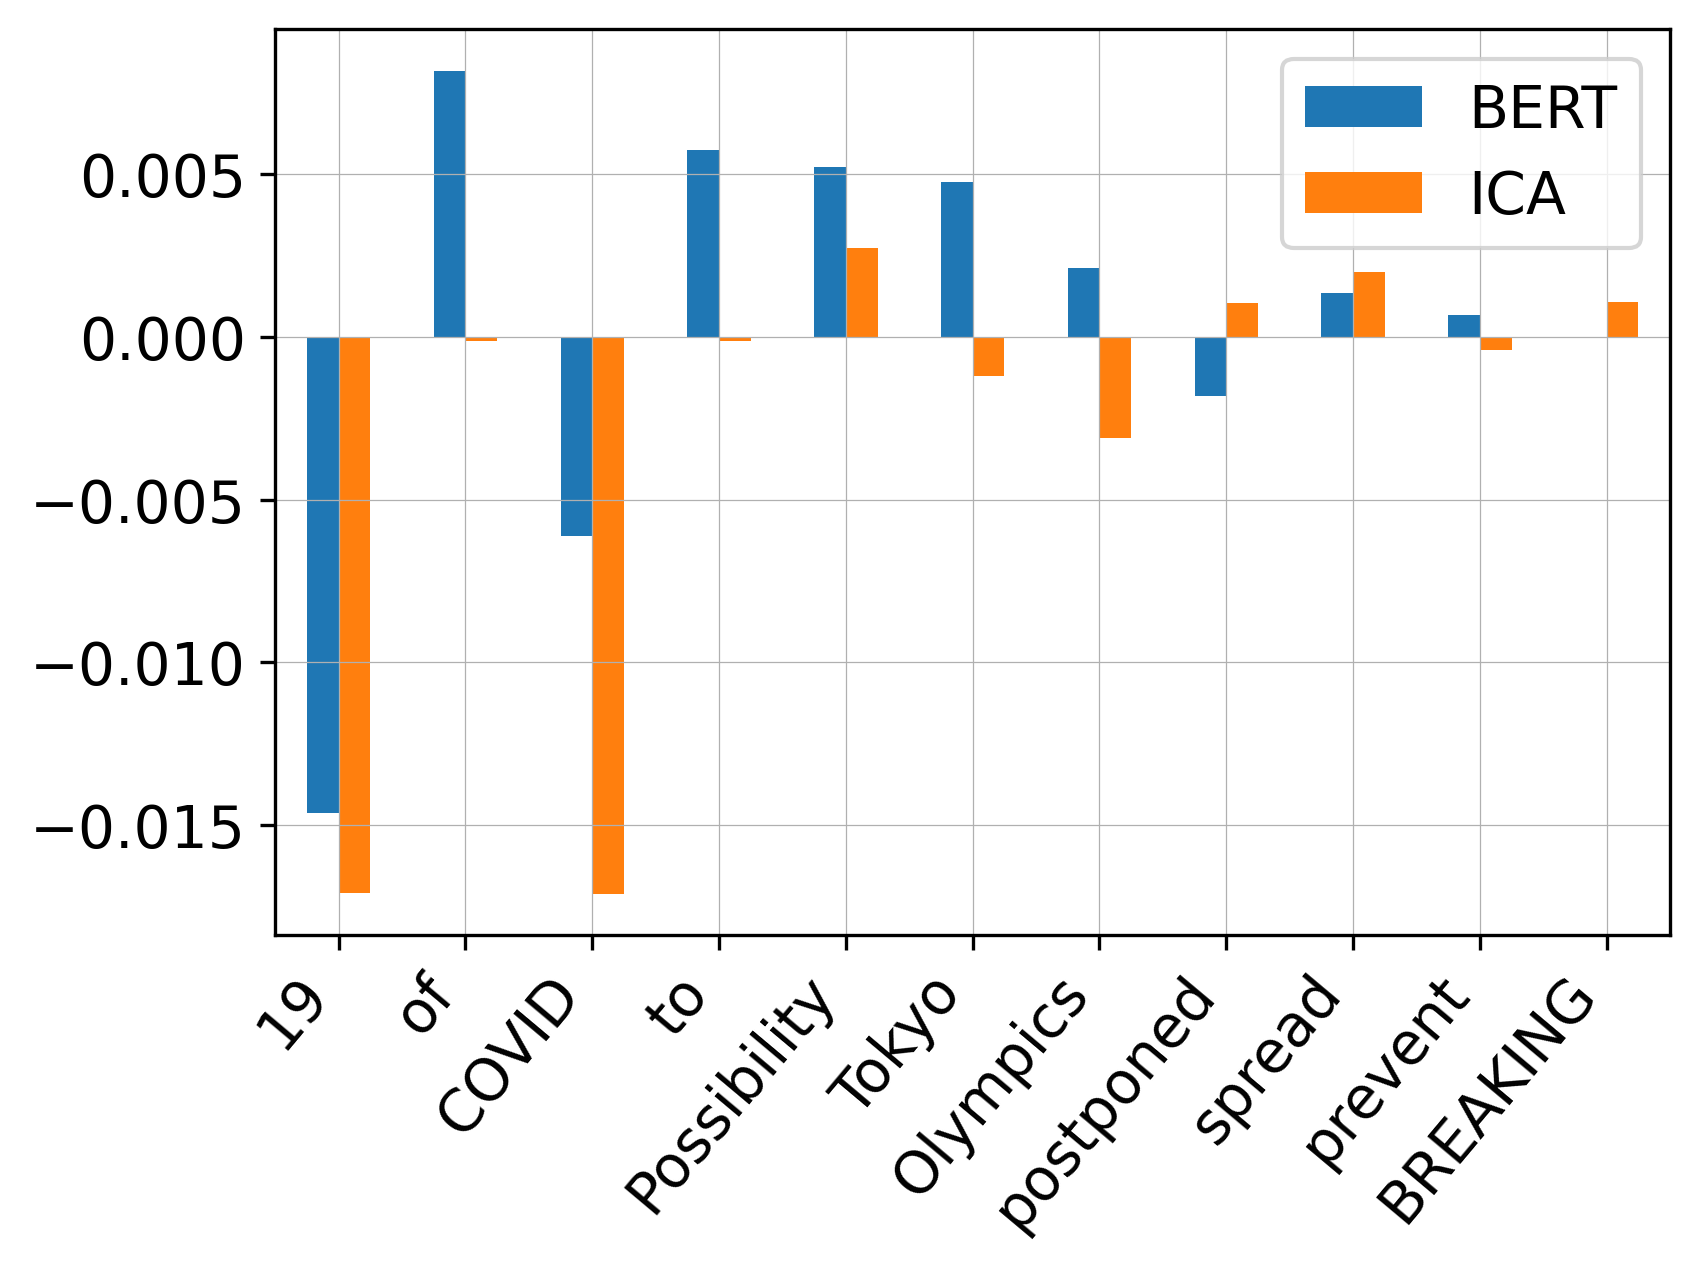 BERT
ICA
0.005
0.000
−0.005
−0.010
−0.015
19
of
COVID
to
Possibility
Tokyo
Olympics
postponed
spread
prevent
BREAKING